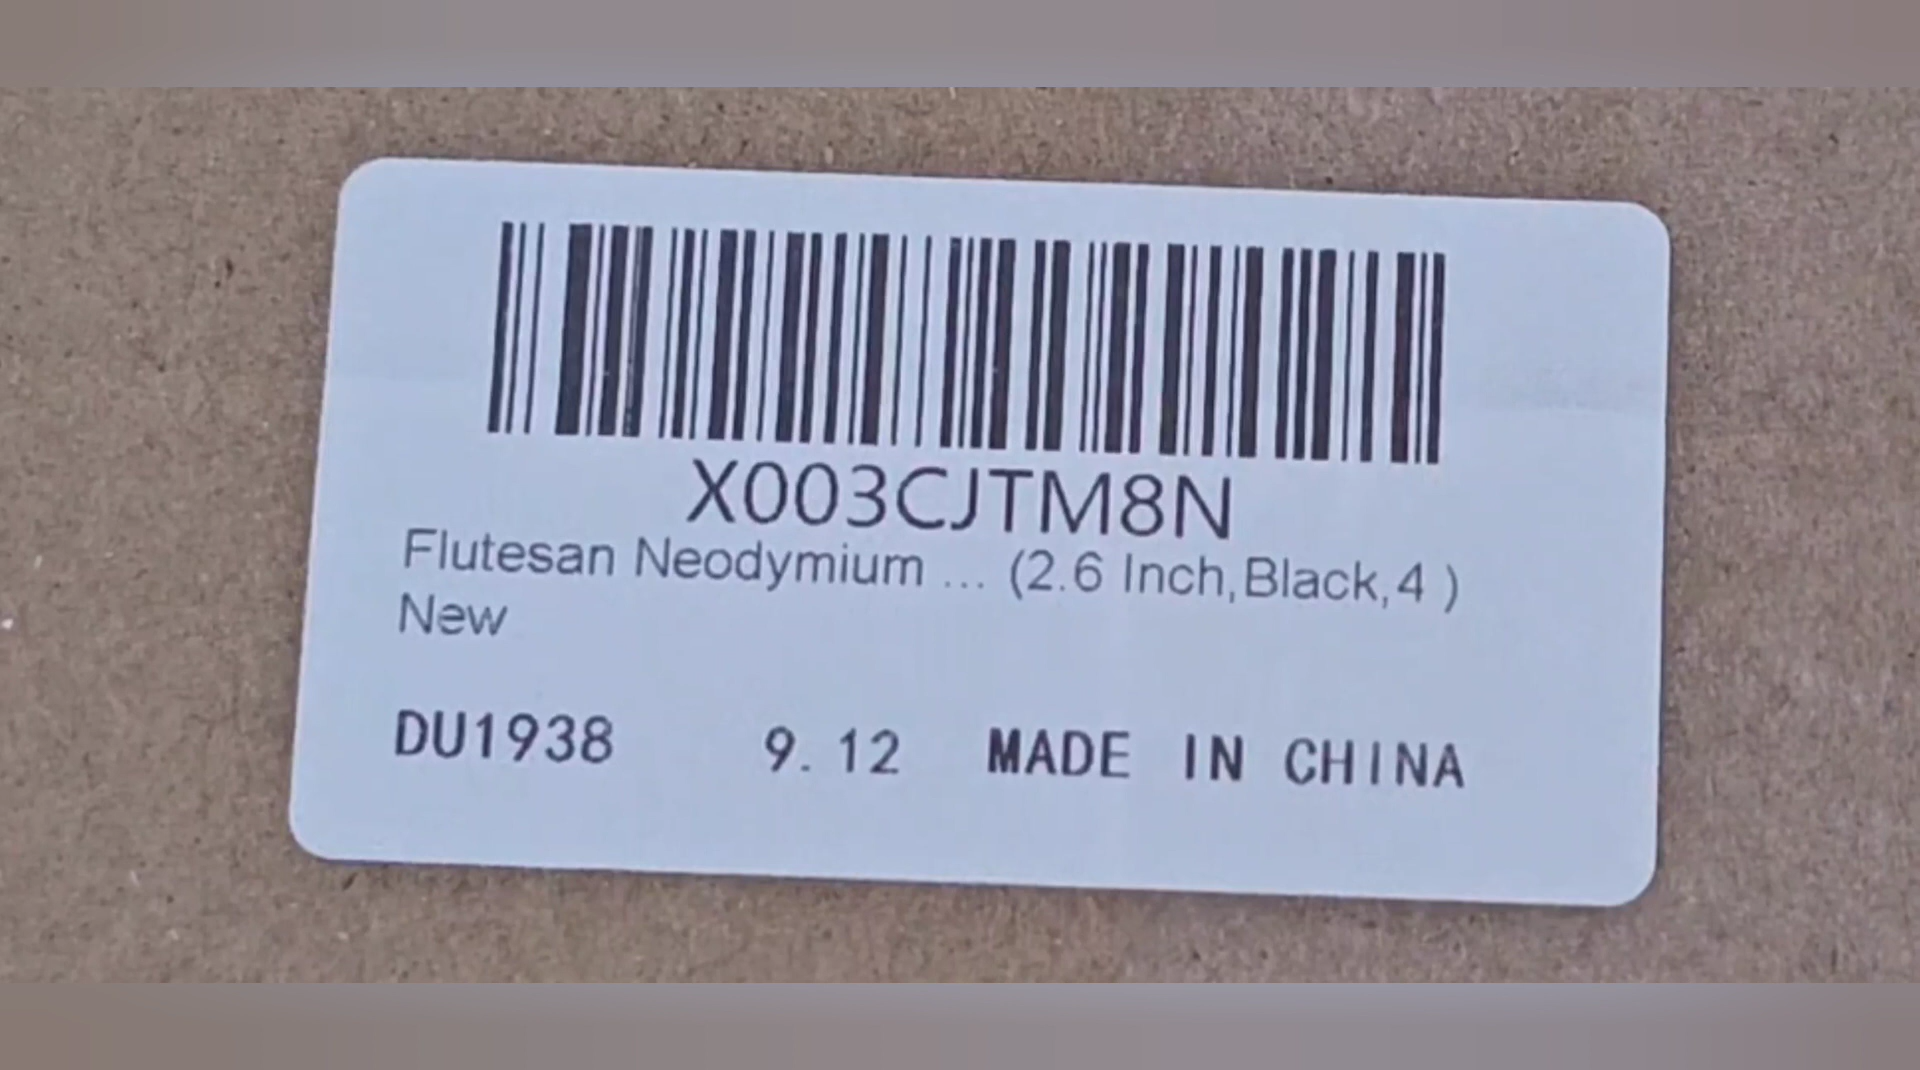 X003CJTM8N
Flutesan Neodymium ... (2.6 Inch,Black,4 )
New
DU1938 9.12 MADE IN CHINA